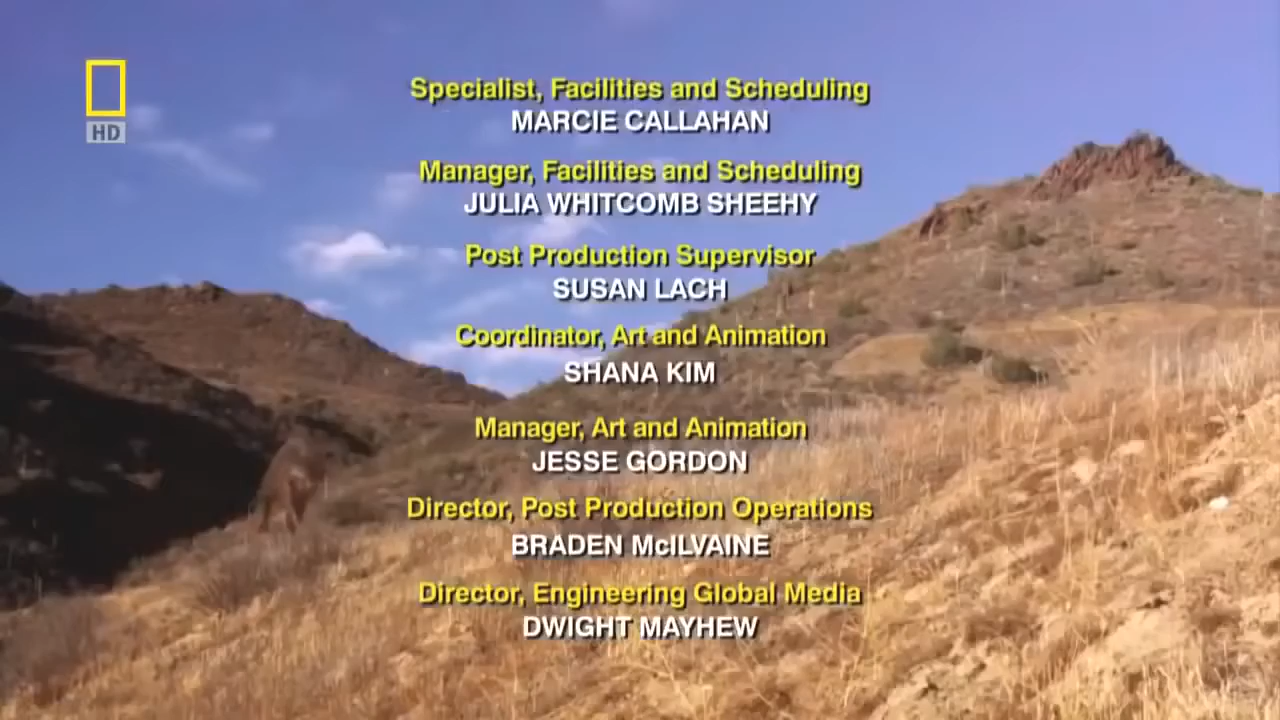 HD
Specialist, Facilities and Scheduling
MARCIE CALLAHAN
Manager, Facilities and Scheduling
JULIA WHITCOMB SHEEHY
Post Production Supervisor
SUSAN LACH
Coordinator, Art and Animation
SHANA KIM
Manager, Art and Animation
JESSE GORDON
Director, Post Production Operations
BRADEN McILVAINE
Director, Engineering Global Media
DWIGHT MAYHEW